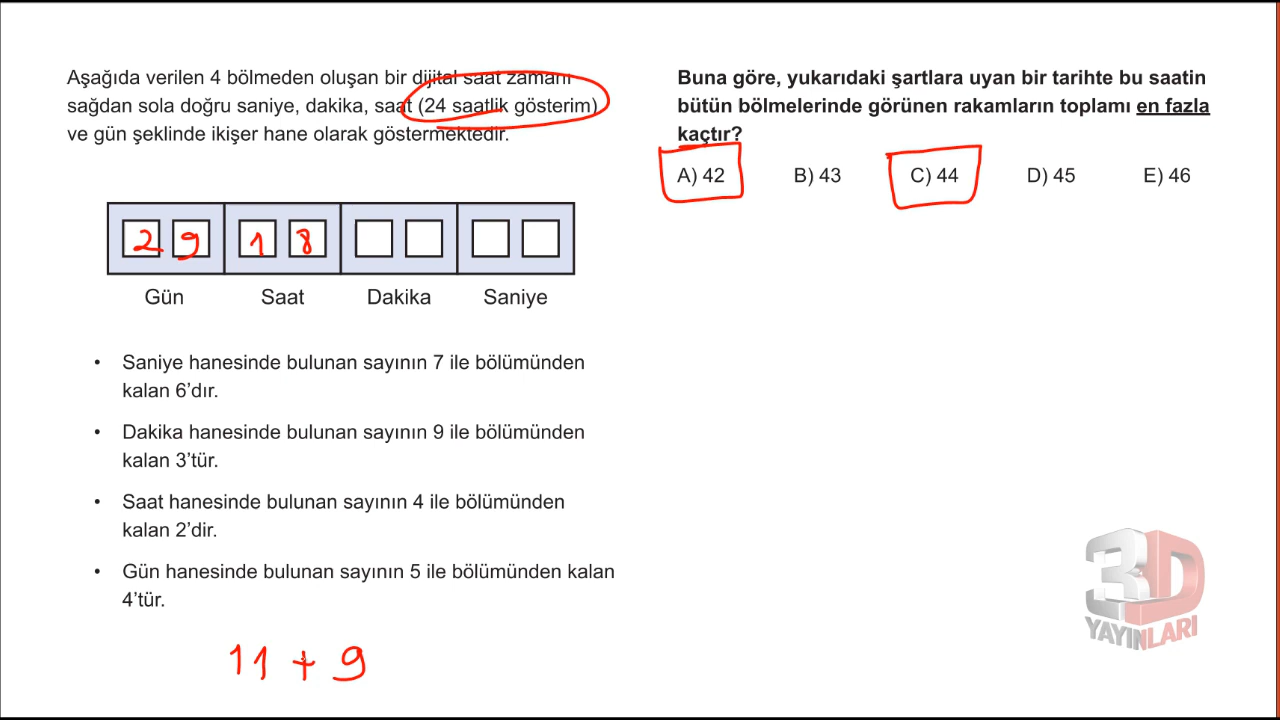 Aşağıda verilen 4 bölmeden oluşan bir dijital saat zamanı
sağdan sola doğru saniye, dakika, saat (24 saatlik gösterim)
ve gün şeklinde ikişer hane olarak göstermektedir.
2 9 1 8
Gün Saat Dakika Saniye
• Saniye hanesinde bulunan sayının 7 ile bölümünden
kalan 6’dır.
• Dakika hanesinde bulunan sayının 9 ile bölümünden
kalan 3’tür.
• Saat hanesinde bulunan sayının 4 ile bölümünden
kalan 2’dir.
• Gün hanesinde bulunan sayının 5 ile bölümünden kalan
4’tür.
11 + 9
Buna göre, yukarıdaki şartlara uyan bir tarihte bu saatin
bütün bölmelerinde görünen rakamların toplamı en fazla
kaçtır?
A) 42 B) 43 C) 44 D) 45 E) 46
3D
YAYINLARI